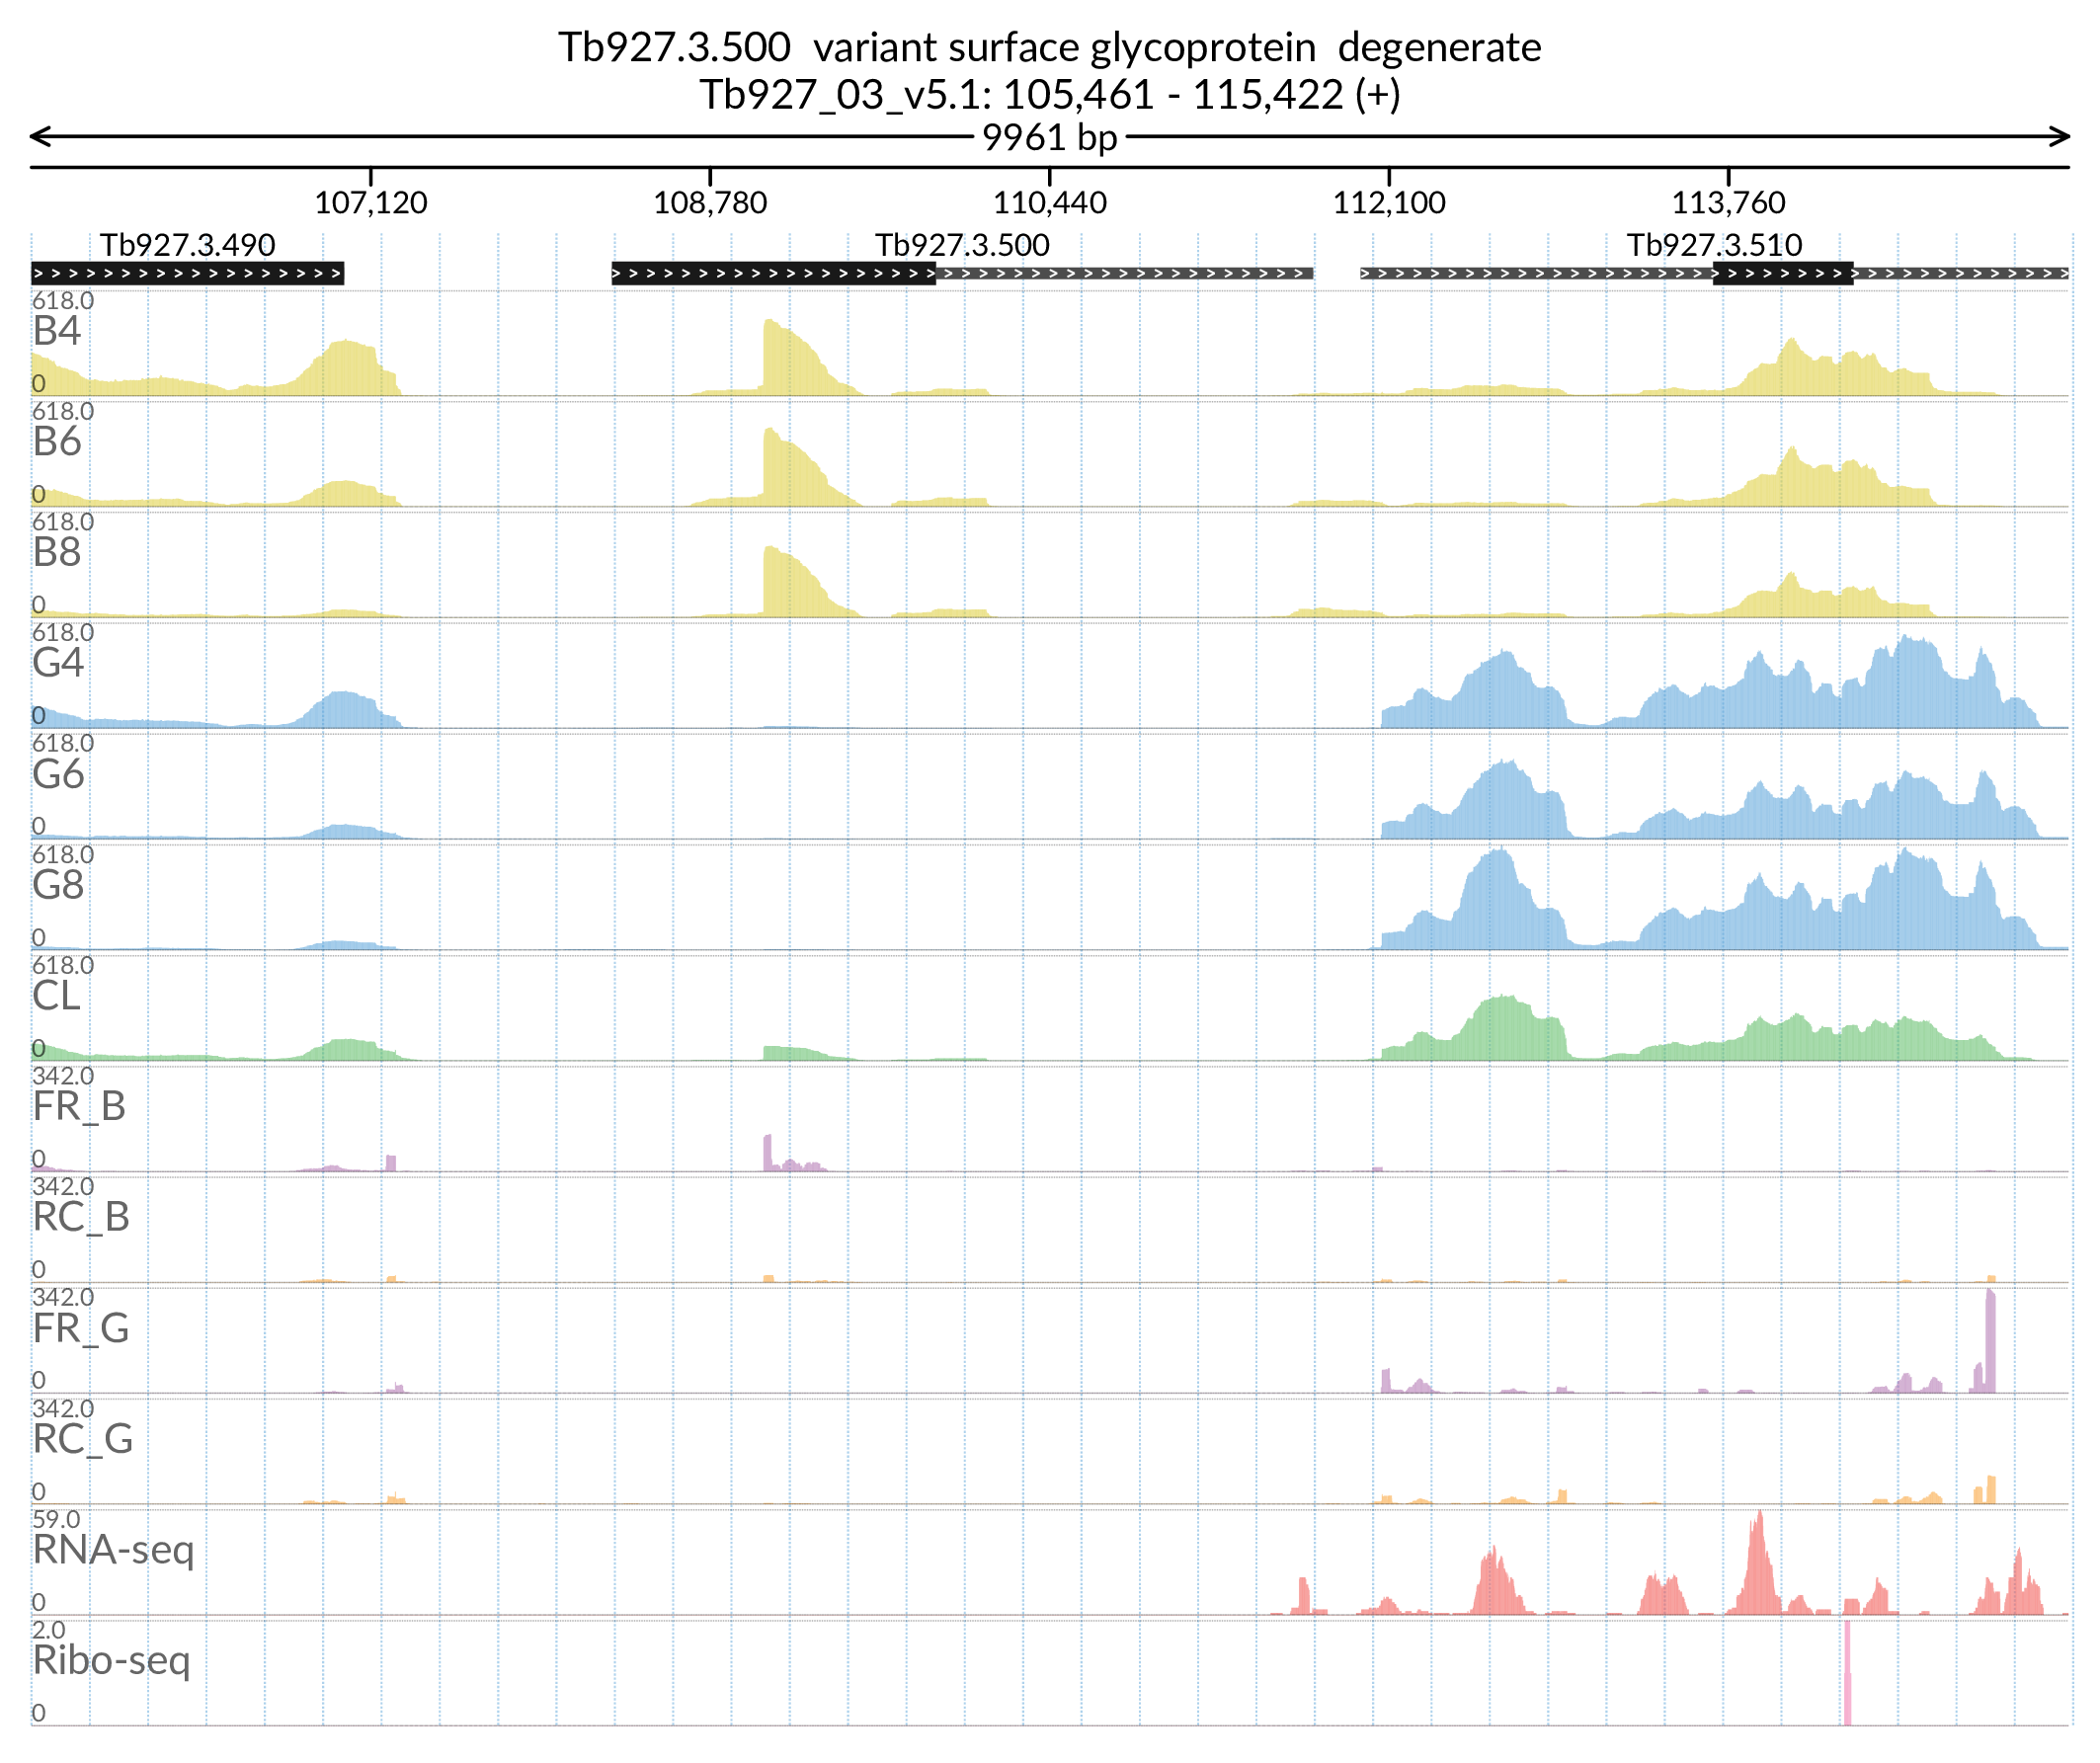 Tb927.3.500 variant surface glycoprotein degenerate
Tb927_03_v5.1: 105,461 - 115,422 (+)
9961 bp
107,120 108,780 110,440 112,100 113,760
Tb927.3.490 Tb927.3.500 Tb927.3.510
618.0
B4
0
618.0
B6
0
618.0
B8
0
618.0
G4
0
618.0
G6
0
618.0
G8
0
618.0
CL
0
342.0
FR_B
0
342.0
RC_B
0
342.0
FR_G
0
342.0
RC_G
0
59.0
RNA-seq
0
2.0
Ribo-seq
0